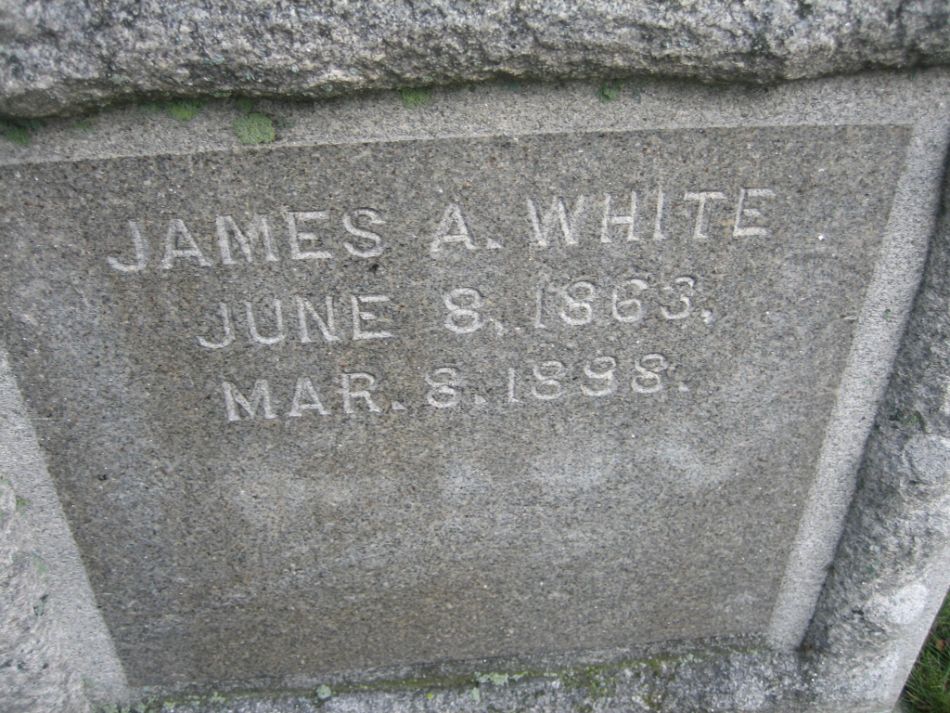 JAMES A. WHITE
JUNE 8, 1863,
MAR. 8. 1898.